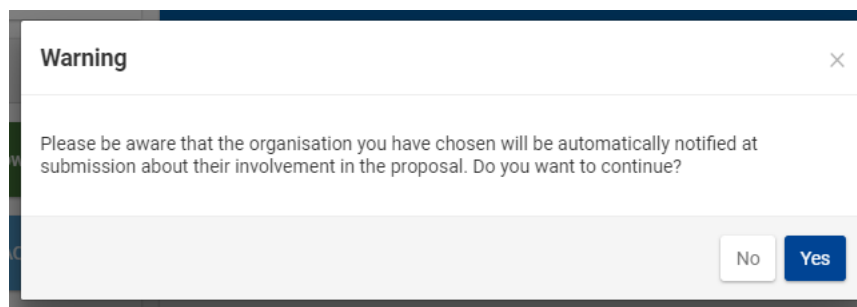 Warning
Please be aware that the organisation you have chosen will be automatically notified at
submission about their involvement in the proposal. Do you want to continue?
No
Yes